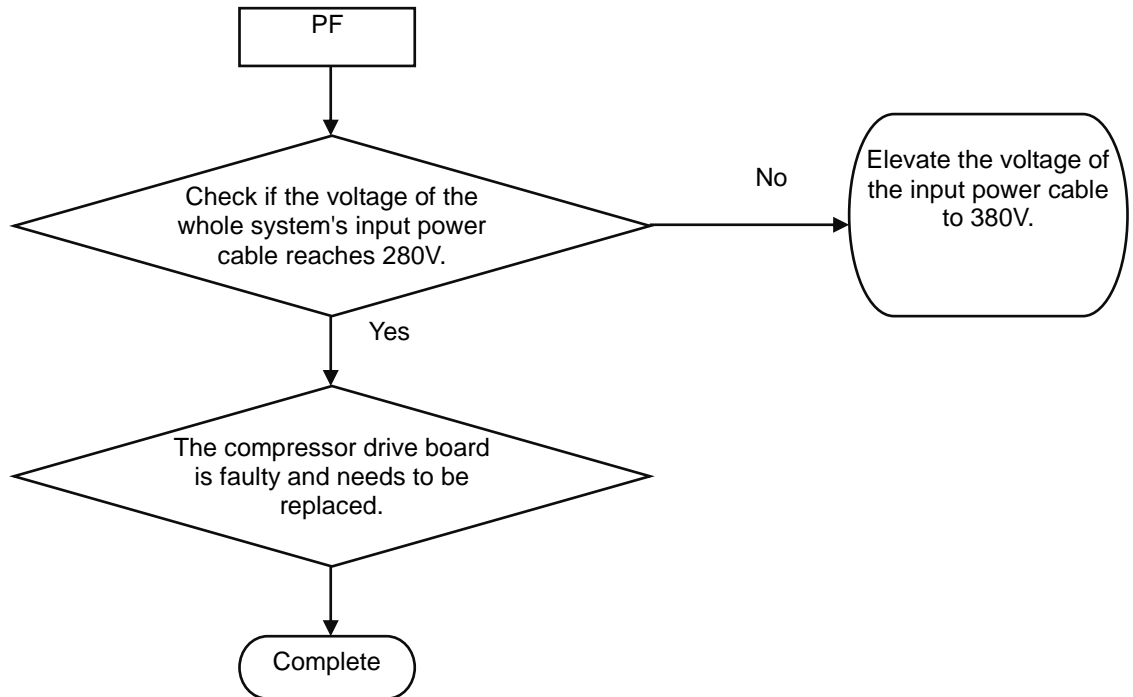 PF
Check if the voltage of the
whole system's input power
cable reaches 280V.
No
Elevate the voltage of
the input power cable
to 380V.
Yes
The compressor drive board
is faulty and needs to be
replaced.
Complete